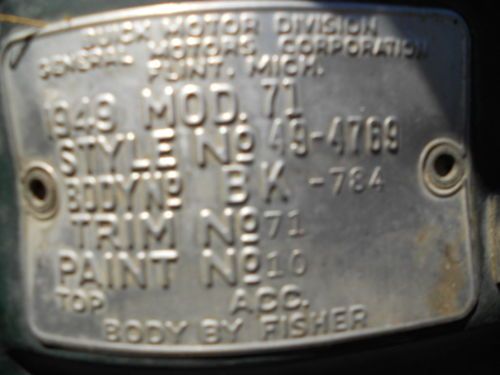 BUICK MOTOR DIVISION
GENERAL MOTORS CORPORATION
FLINT, MICH.
1949 MOD. 71
STYLE Nº 49-4769
BODY Nº BK -784
TRIM Nº 71
PAINT Nº 10
TOP ACC.
BODY BY FISHER